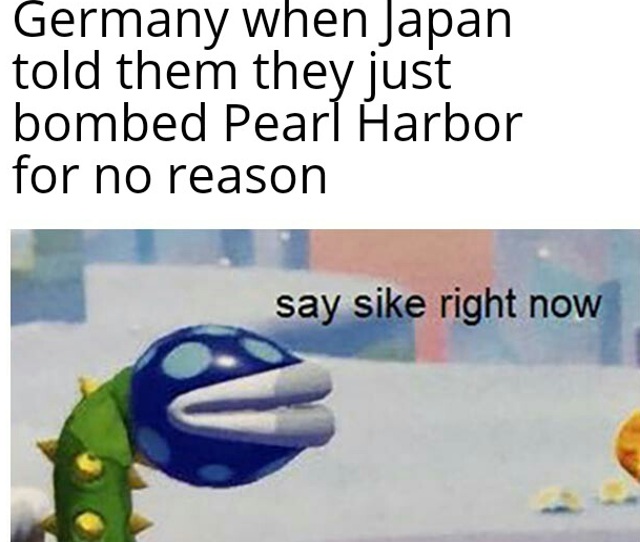 Germany when Japan
told them they just
bombed Pearl Harbor
for no reason
say sike right now